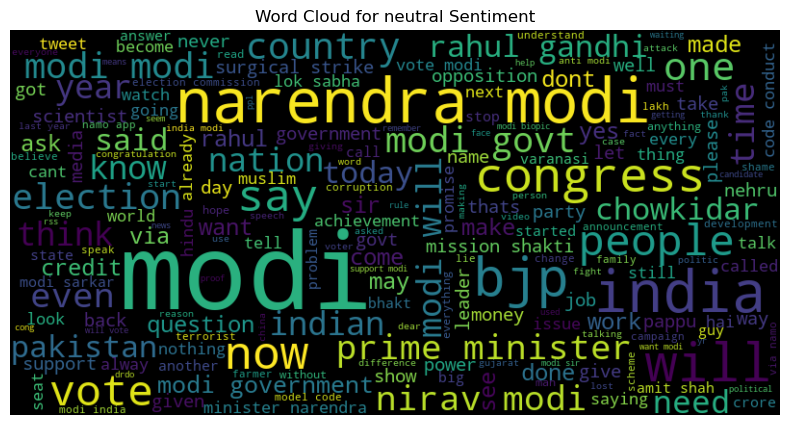 Word Cloud for neutral Sentiment
everyone means answer never country rahul gandhi understand waiting attack made
tweet become read surgical strike vote modi well anti modi help
modi modi election commission lok sabha opposition dont one
got year watch going narendra modi next stop must take lakh pak code conduct
scientist namo app seem ppl government call remember face modi biopic fact getting thank anything
ask said india modi rahul modi govt yes every time
believe cant media congratulation already giving word varanasi case please shame
last year know nation today name let thing candidate
election start day muslim corruption rule congress nehru
rss keep world hindu say hope speech sir achievement promise thats party person video announcement development
think via want tell asked govt make started chowkidar
state speak news use problem voter come mission shakti people politic talk
credit modi will everything lie change family called
even modi sarkar modi support modi may bjp still india
look back reason proof bhakt leader job fight
cong will vote question indian dear money issue used work pappu hai way
pakistan terrorist china now prime minister talking campaign guy via namo
support nothing difference power done give modi sir want modi
alway another farmer without show big gujarat man scheme amit shah will
seat vote drdo modi government nirav modi see saying lost need crore
modi india given minister narendra model code political